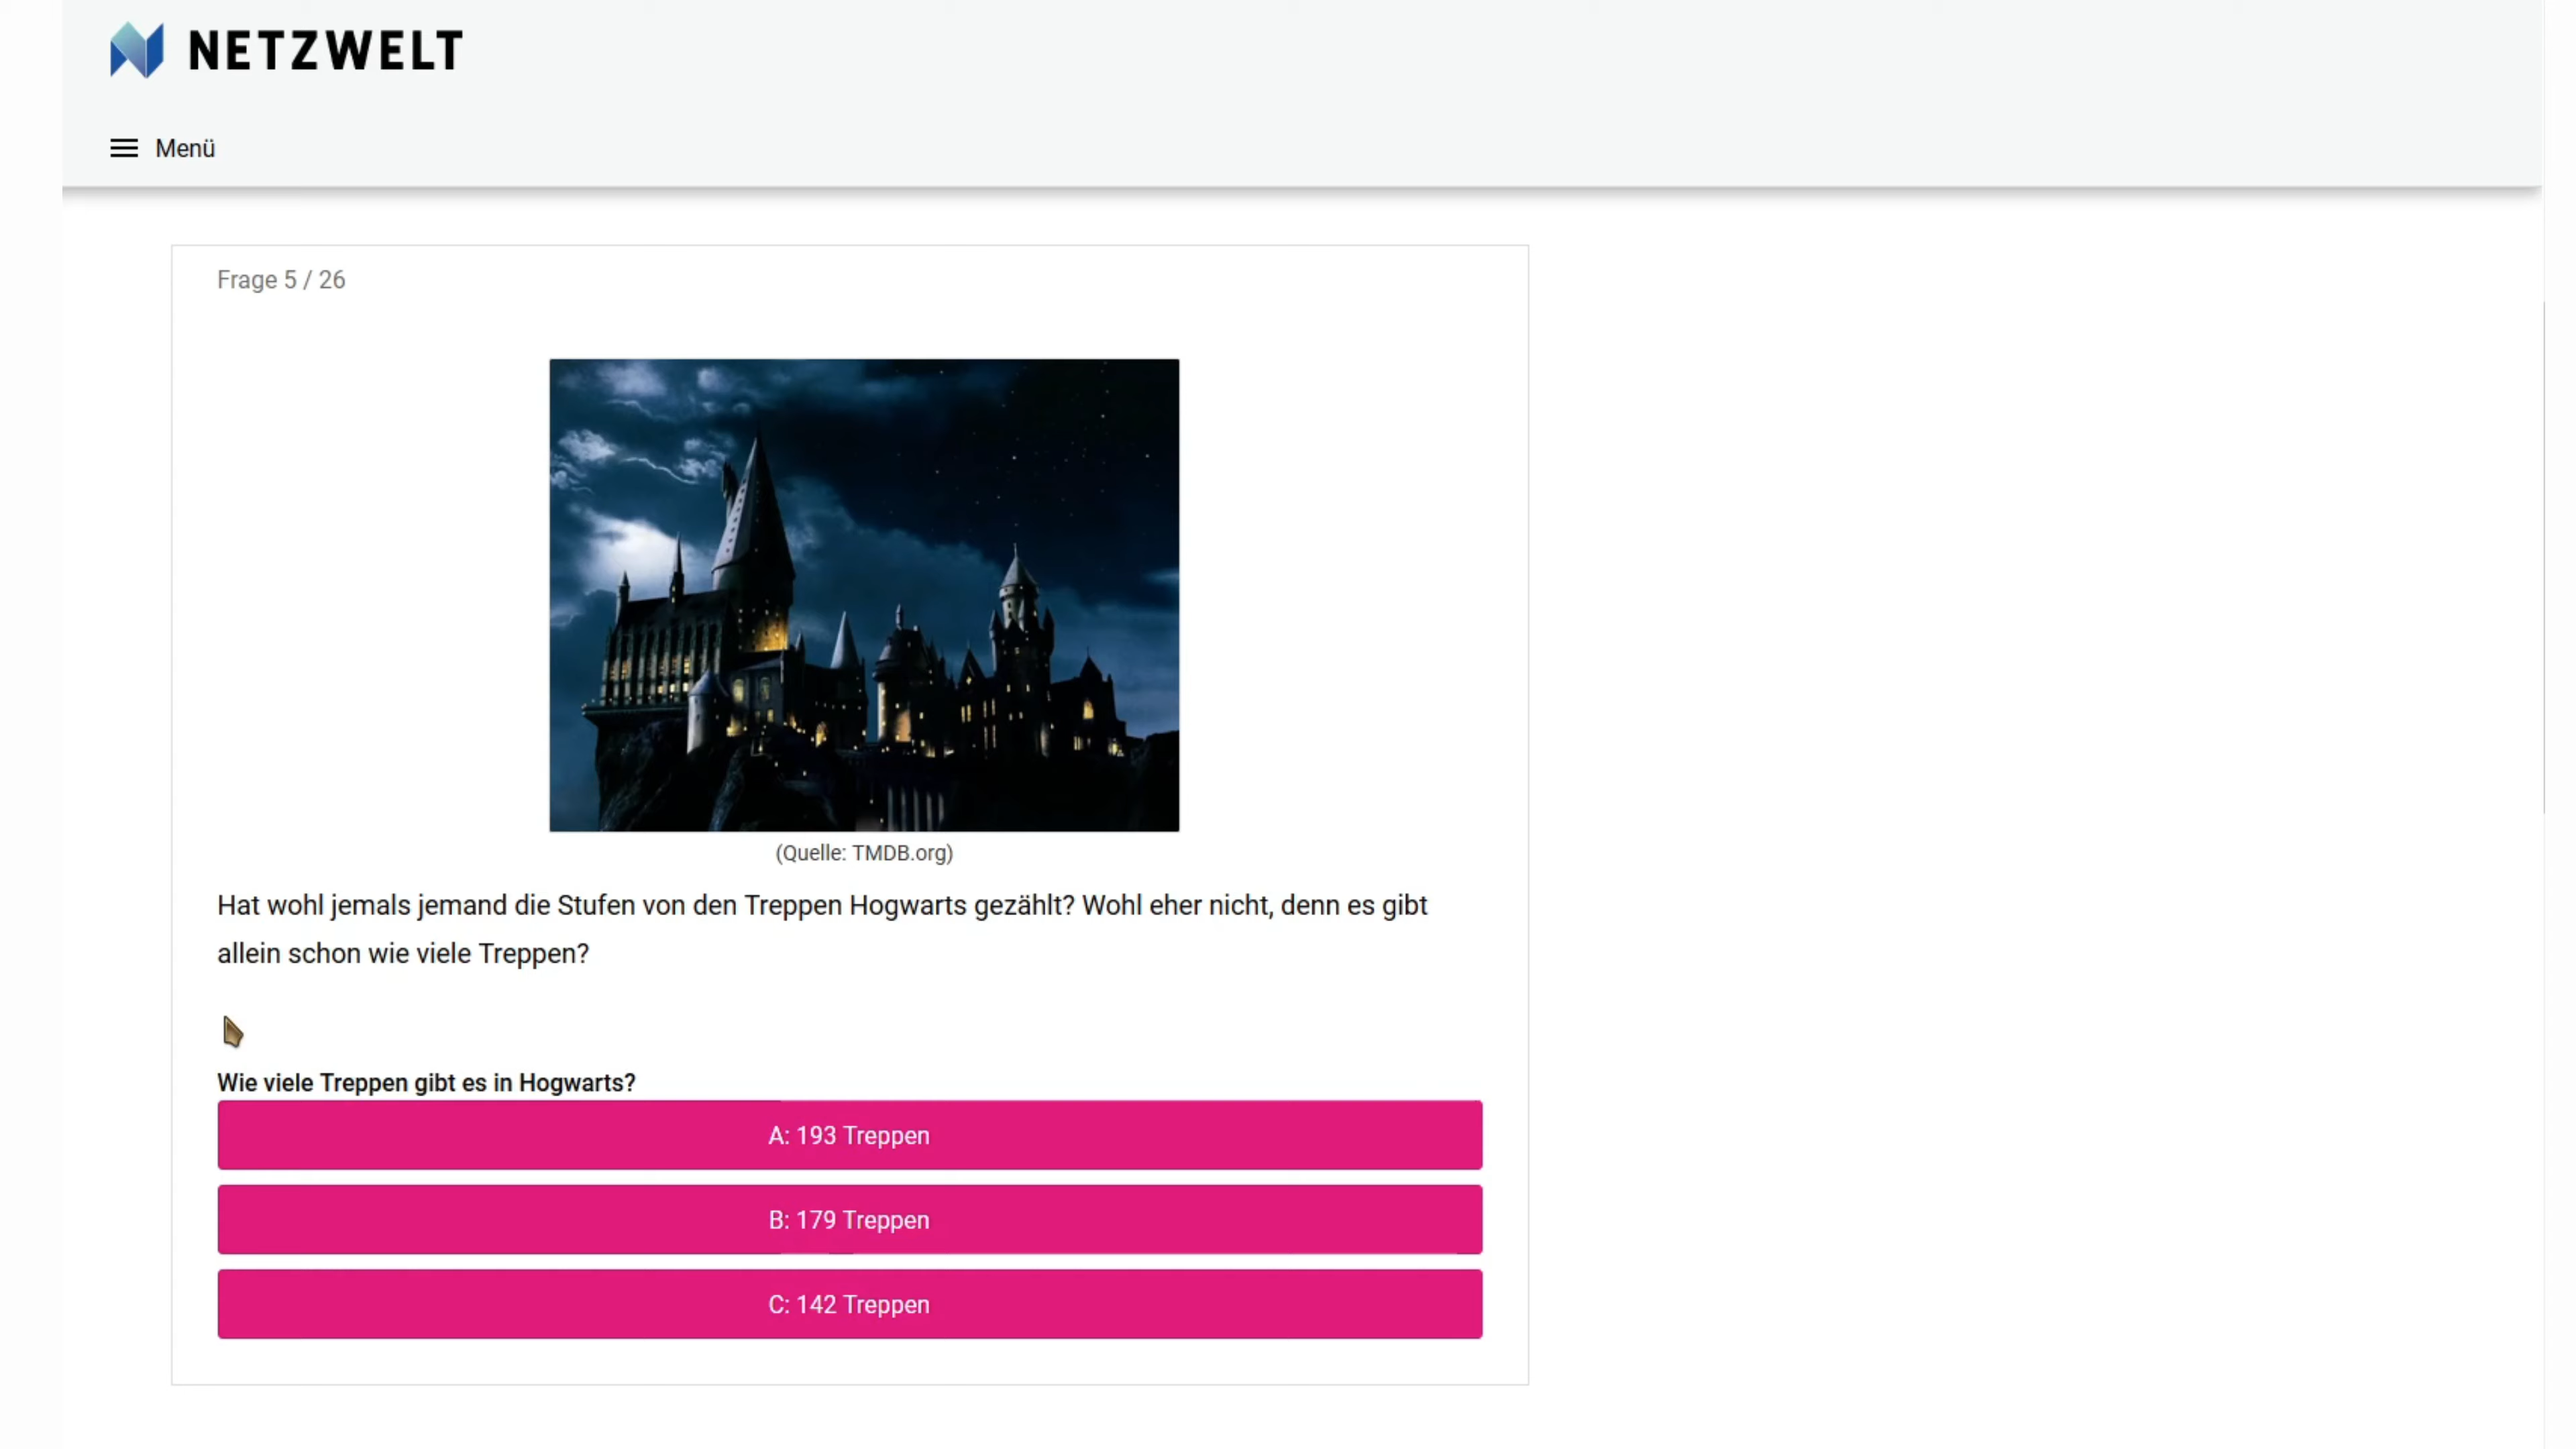 NETZWELT
Menü
Frage 5 / 26
(Quelle: TMDB.org)
Hat wohl jemals jemand die Stufen von den Treppen Hogwarts gezählt? Wohl eher nicht, denn es gibt
allein schon wie viele Treppen?
Wie viele Treppen gibt es in Hogwarts?
A: 193 Treppen
B: 179 Treppen
C: 142 Treppen